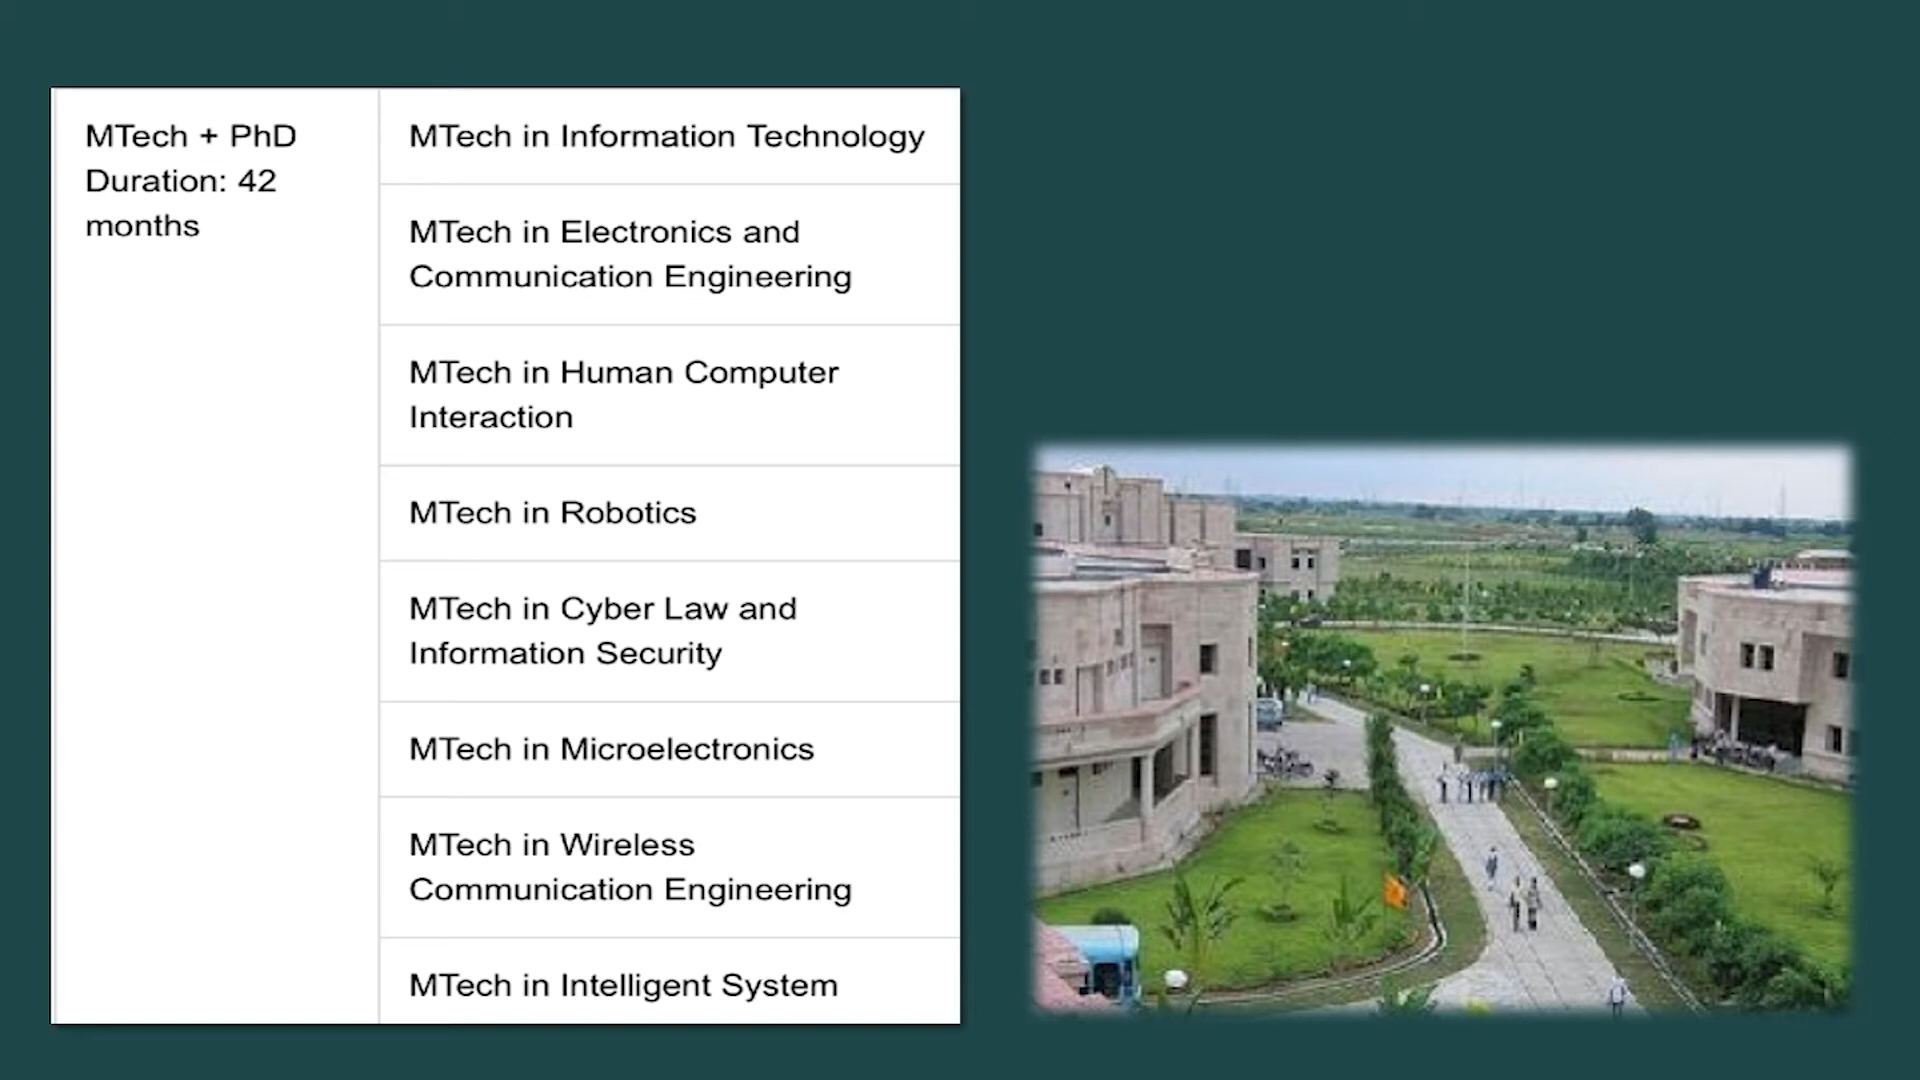 MTech + PhD
Duration: 42
months
MTech in Information Technology
MTech in Electronics and
Communication Engineering
MTech in Human Computer
Interaction
MTech in Robotics
MTech in Cyber Law and
Information Security
MTech in Microelectronics
MTech in Wireless
Communication Engineering
MTech in Intelligent System